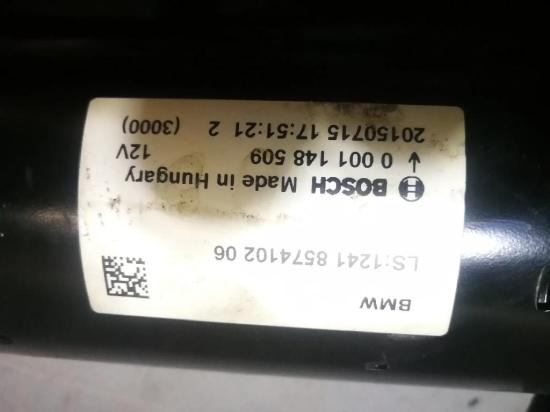 BMW
LS:1241 8574102 06
BOSCH Made in Hungary
0 001 148 509 12V
20150715 17:51:21 2 (3000)